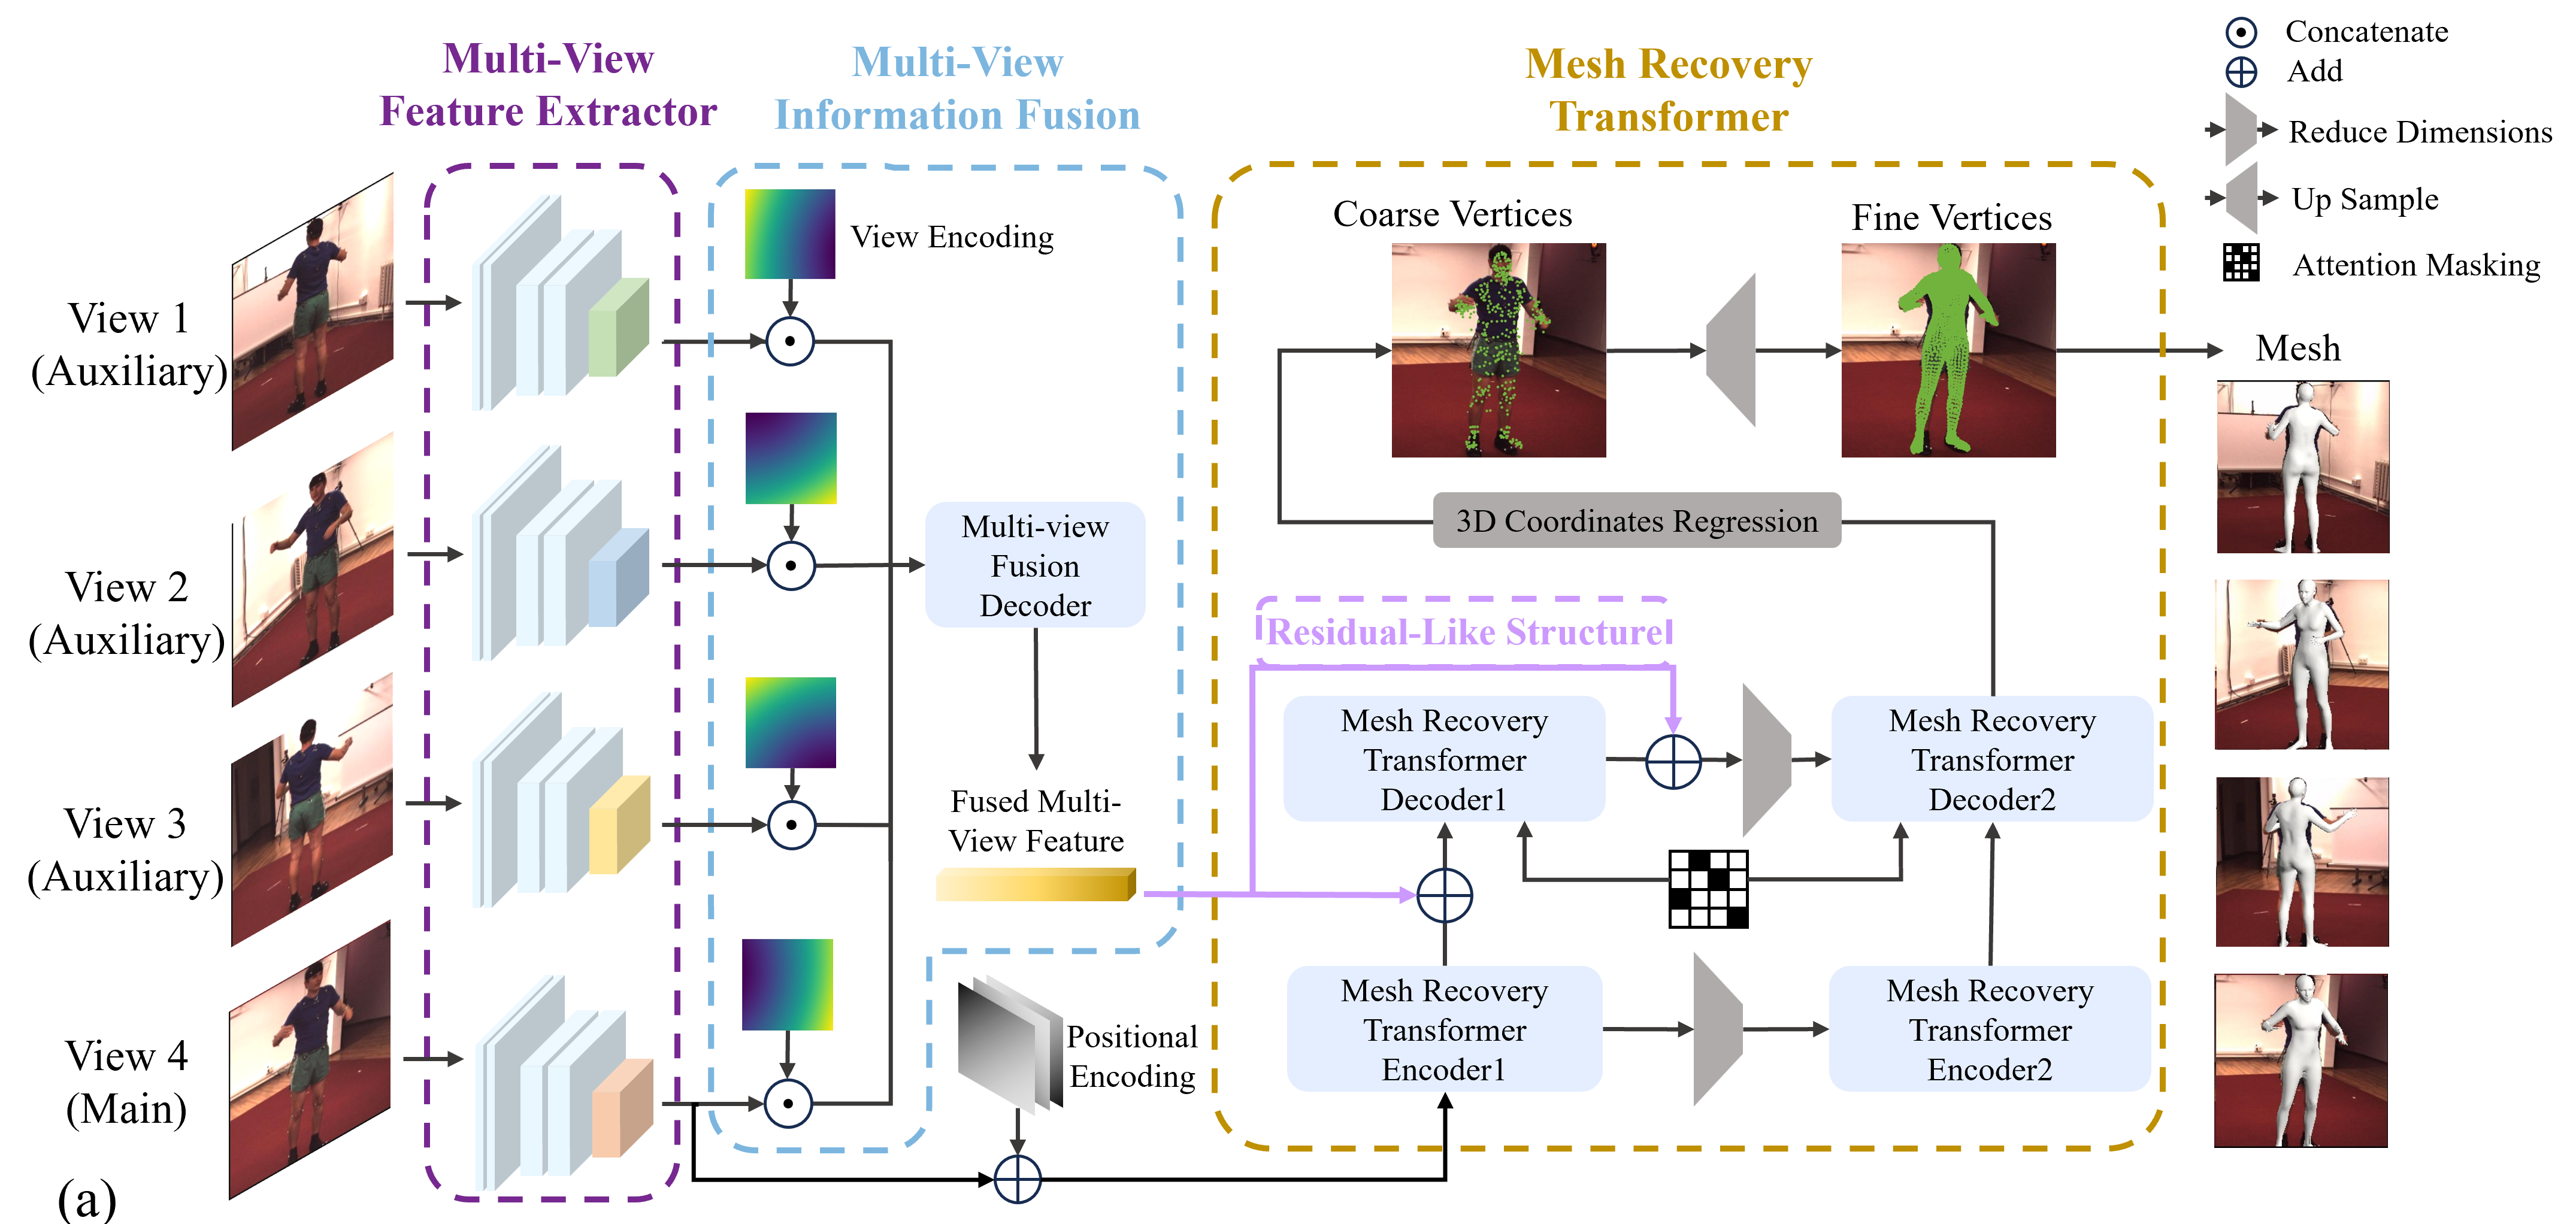 Multi-View
Feature Extractor
Multi-View
Information Fusion
Mesh Recovery
Transformer
Concatenate
Add
Reduce Dimensions
Up Sample
Attention Masking
View 1
(Auxiliary)
View 2
(Auxiliary)
View 3
(Auxiliary)
View 4
(Main)
(a)
View Encoding
Multi-view
Fusion
Decoder
Fused Multi-
View Feature
Positional
Encoding
Coarse Vertices
Fine Vertices
3D Coordinates Regression
Residual-Like Structure
Mesh Recovery
Transformer
Decoder1
Mesh Recovery
Transformer
Decoder2
Mesh Recovery
Transformer
Encoder1
Mesh Recovery
Transformer
Encoder2
Mesh